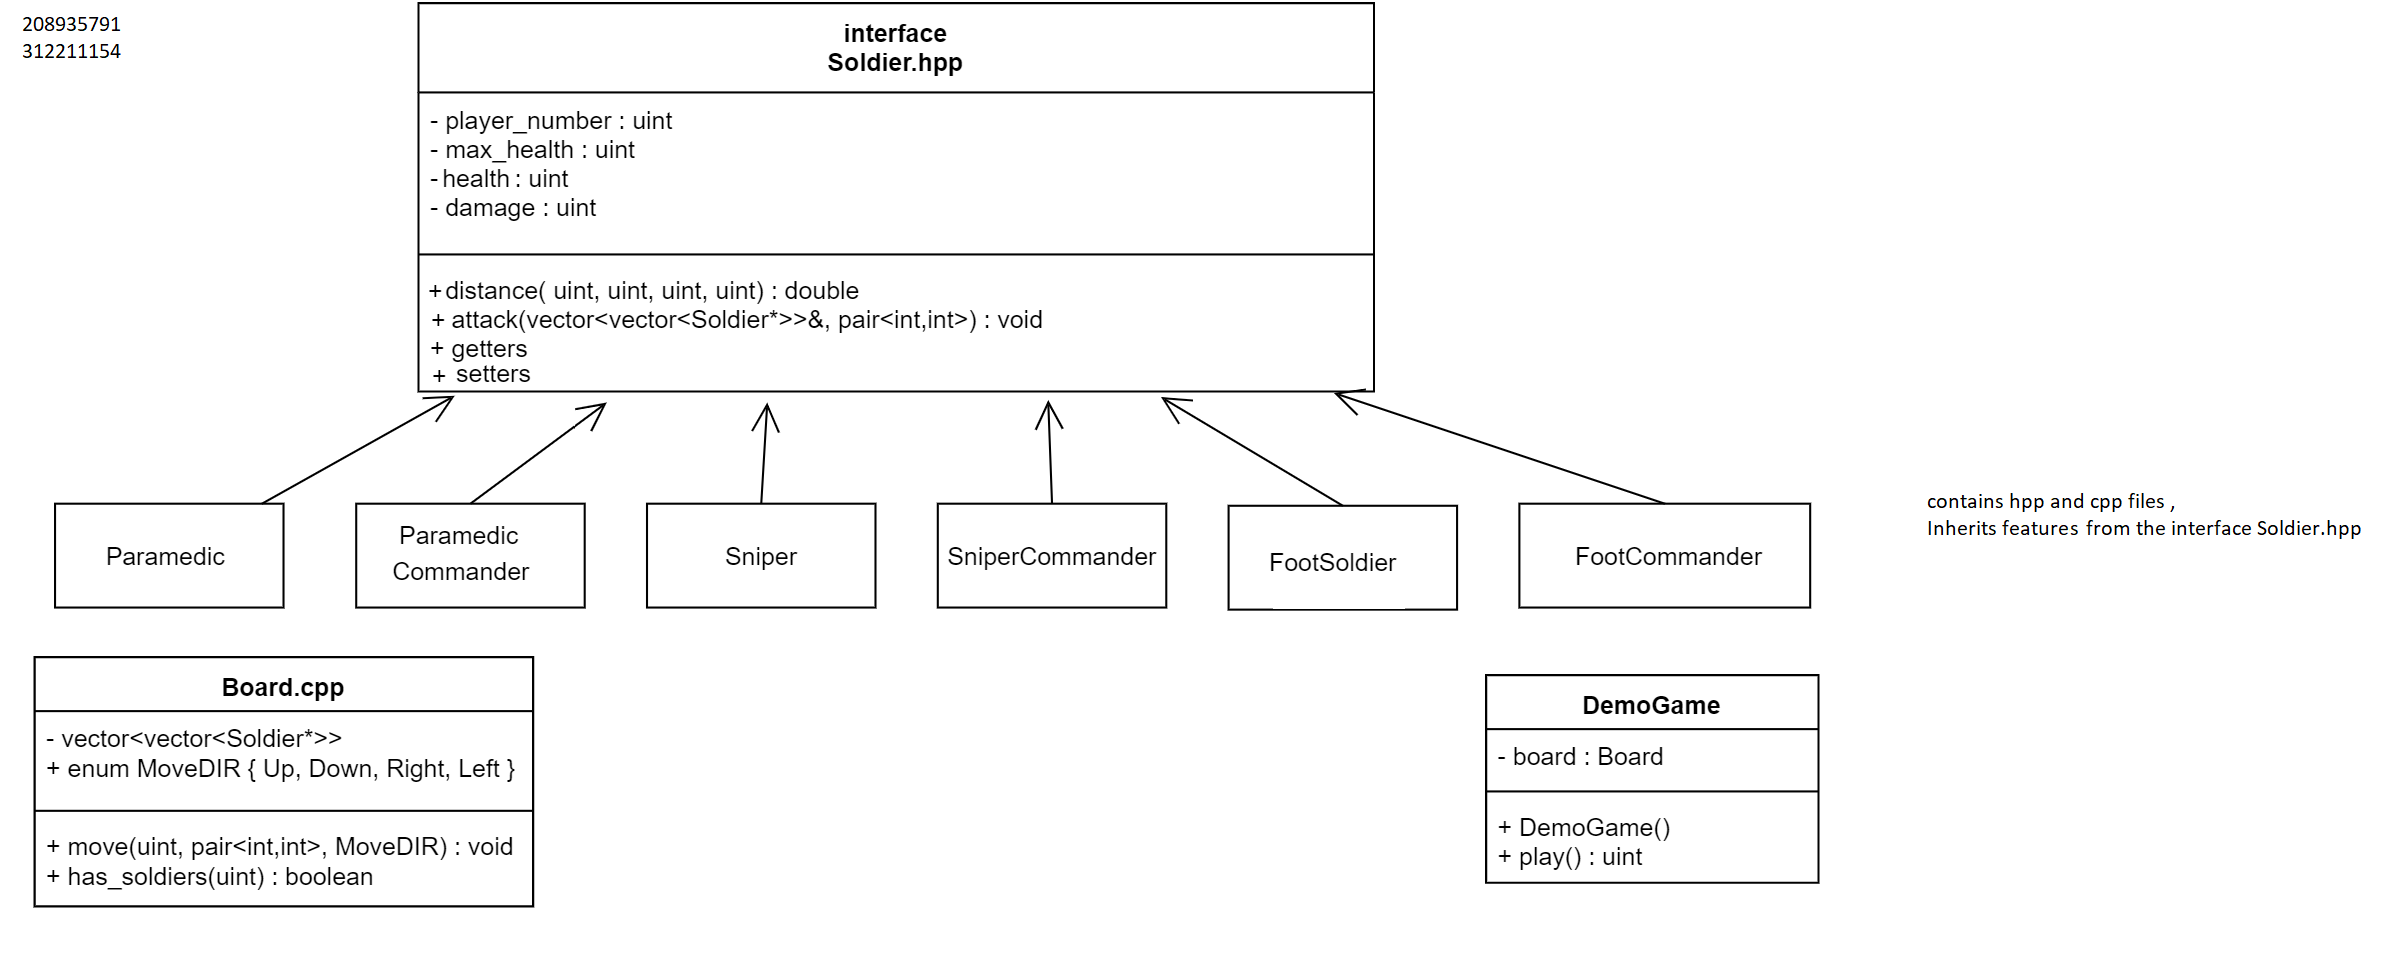 208935791
312211154
interface
Soldier.hpp
- player_number : uint
- max_health : uint
- health : uint
- damage : uint
+ distance( uint, uint, uint, uint) : double
+ attack(vector<vector<Soldier*>>&, pair<int,int>) : void
+ getters
+ setters
Paramedic
Paramedic
Commander
Sniper
SniperCommander
FootSoldier
FootCommander
contains hpp and cpp files ,
Inherits features from the interface Soldier.hpp
Board.cpp
- vector<vector<Soldier*>>
+ enum MoveDIR { Up, Down, Right, Left }
+ move(uint, pair<int,int>, MoveDIR) : void
+ has_soldiers(uint) : boolean
DemoGame
- board : Board
+ DemoGame()
+ play() : uint